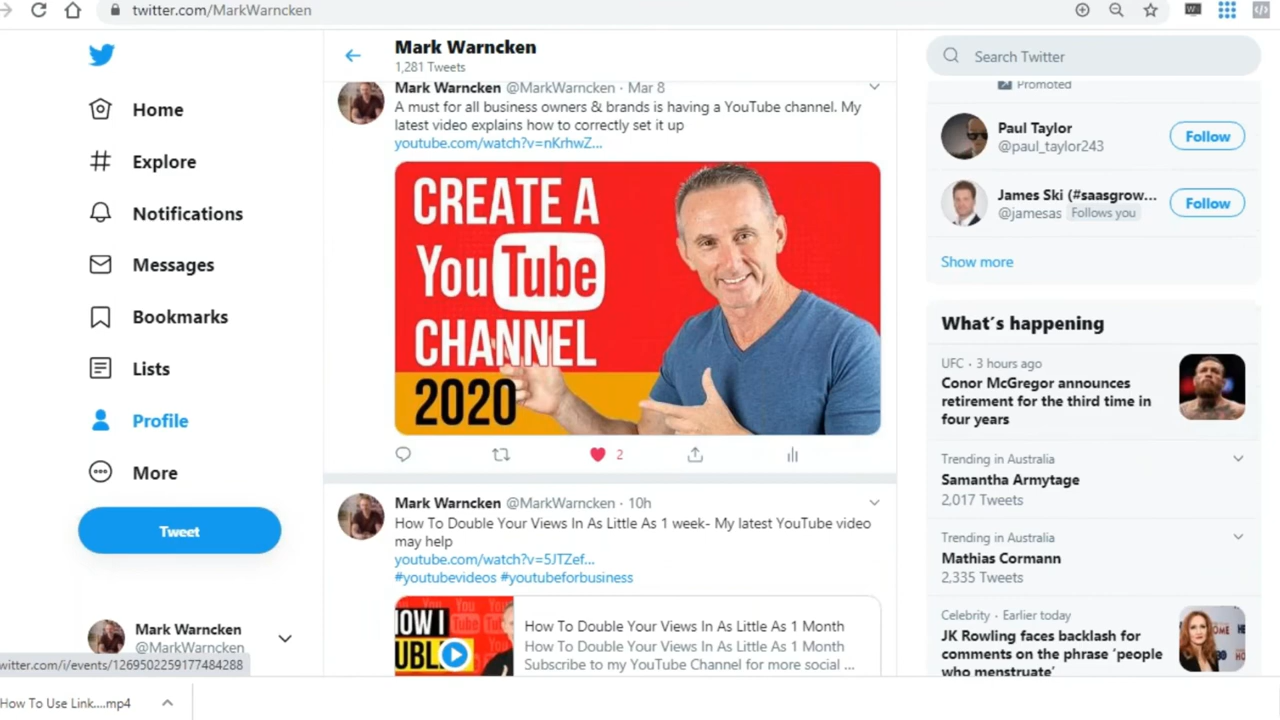 twitter.com/MarkWarncken
Home
Explore
Notifications
Messages
Bookmarks
Lists
Profile
More
Tweet
Mark Warncken
@MarkWarncken
witter.com/i/events/1269502259177484288
How To Use Link....mp4
Mark Warncken
1,281 Tweets
Mark Warncken @MarkWarncken · Mar 8
A must for all business owners & brands is having a YouTube channel. My
latest video explains how to correctly set it up
youtube.com/watch?v=nKrhwZ...
CREATE A
YouTube
CHANNEL
2020
2
Mark Warncken @MarkWarncken · 10h
How To Double Your Views In As Little As 1 week- My latest YouTube video
may help
youtube.com/watch?v=5JTZef...
#youtubevideos #youtubeforbusiness
How To Double Your Views In As Little As 1 Month
How To Double Your Views In As Little As 1 Month
Subscribe to my YouTube Channel for more social ...
Search Twitter
Promoted
Paul Taylor
@paul_taylor243
Follow
James Ski (#saasgrow...
@jamesas Follows you
Follow
Show more
What's happening
UFC · 3 hours ago
Conor McGregor announces
retirement for the third time in
four years
Trending in Australia
Samantha Armytage
2,017 Tweets
Trending in Australia
Mathias Cormann
2,335 Tweets
Celebrity · Earlier today
JK Rowling faces backlash for
comments on the phrase 'people
who menstruate'